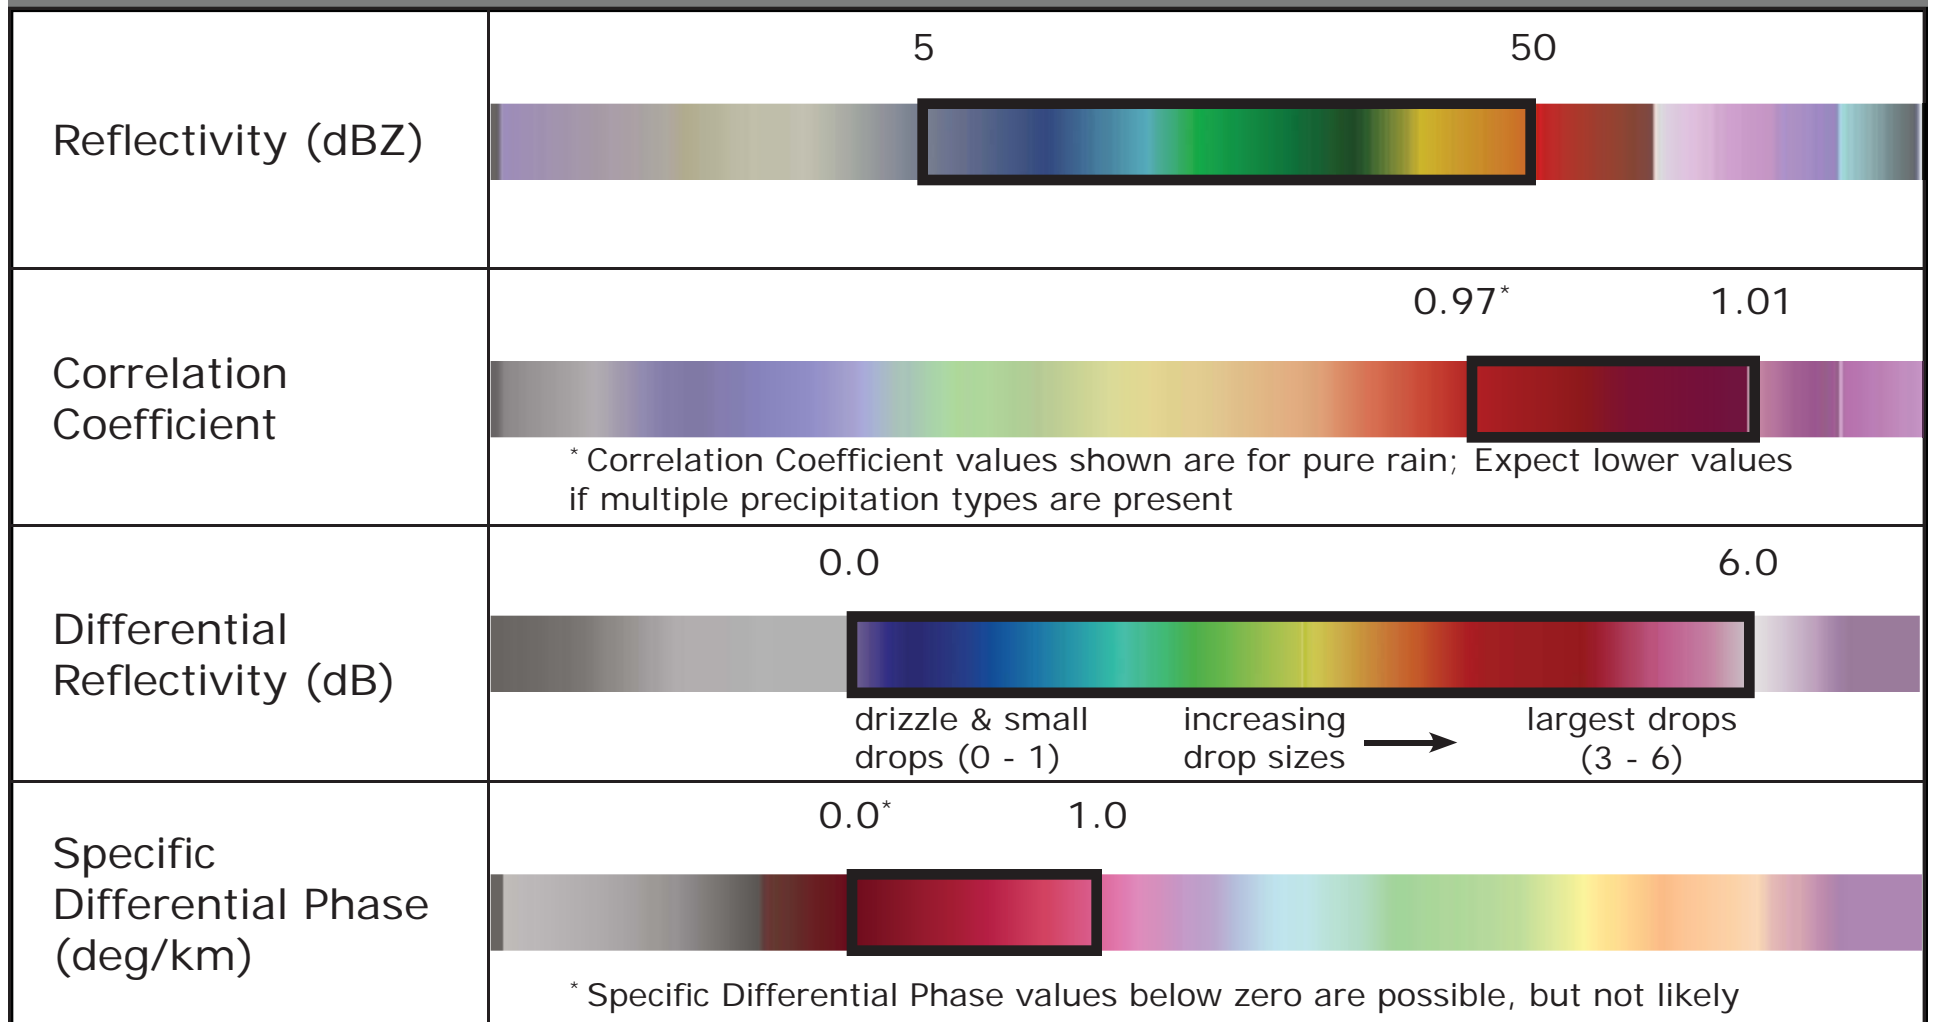 5 50
Reflectivity (dBZ)
0.97* 1.01
Correlation
Coefficient
* Correlation Coefficient values shown are for pure rain; Expect lower values
if multiple precipitation types are present
0.0 6.0
Differential
Reflectivity (dB)
drizzle & small
drops (0 - 1)
increasing
drop sizes
largest drops
(3 - 6)
0.0* 1.0
Specific
Differential Phase
(deg/km)
* Specific Differential Phase values below zero are possible, but not likely